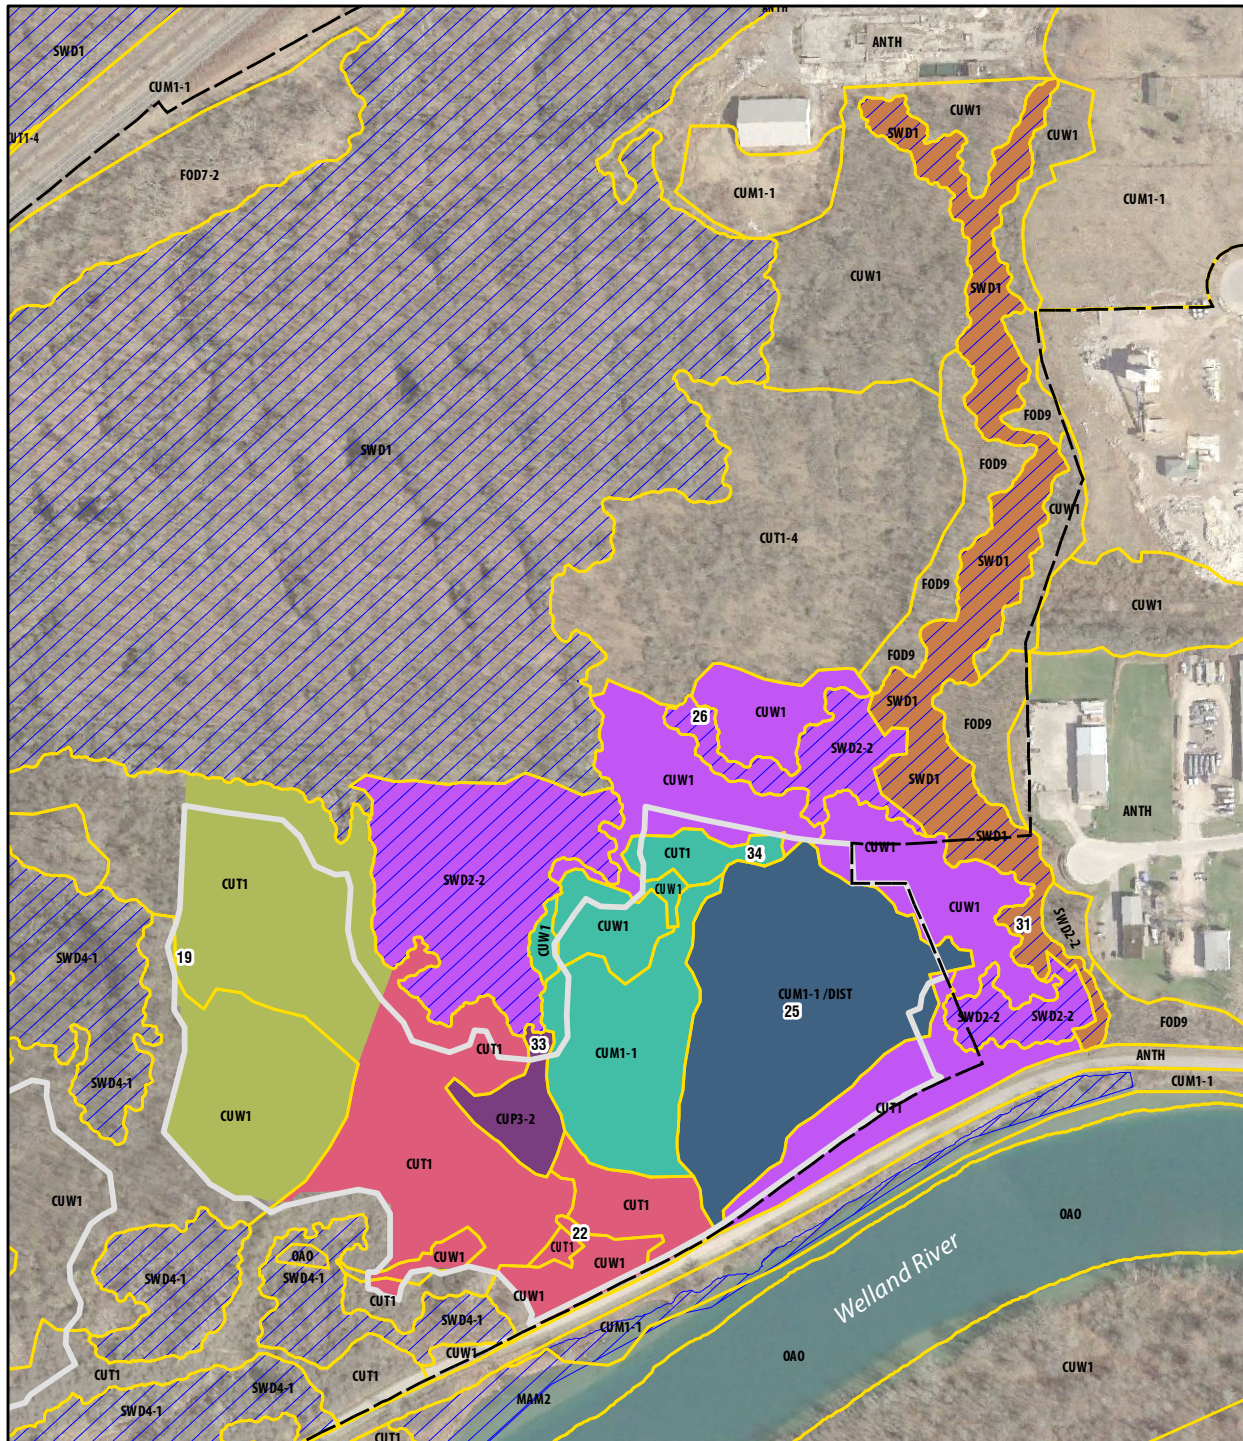 ANTH
SWD1
ANTH
CUM1-1
CUW1
SWD1
CUW1
CUT1-4
FOD7-2
CUM1-1
CUM1-1
CUW1
SWD1
FOD9
SWD1
FOD9
CUW1
CUT1-4
SWD1
FOD9
CUW1
FOD9
SWD1
CUW1
26
FOD9
SWD2-2
CUW1
SWD1
ANTH
SWD1
CUW1
CUT1
34
SWD2-2
CUT1
CUW1
CUW1
CUW1
31
SWD2-2
CUW1
19
SWD4-1
CUM1-1 /DIST
25
SWD2-2
SWD2-2
FOD9
33
CUT1
CUM1-1
ANTH
SWD4-1
CUM1-1
CUT1
CUW1
CUP3-2
CUT1
CUW1
CUT1
OAO
22
CUT1
CUW1
OAO
CUW1
SWD4-1
SWD4-1
Welland River
CUT1
CUW1
SWD4-1
CUM1-1
CUW1
OAO
CUW1
CUT1
CUT1
SWD4-1
MAM2
SWD4-1
CUT1